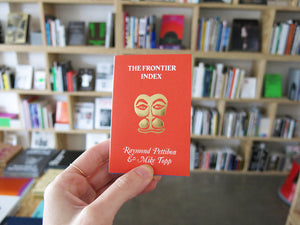 THE FRONTIER
INDEX
Raymond Pettibon
& Mike Topp